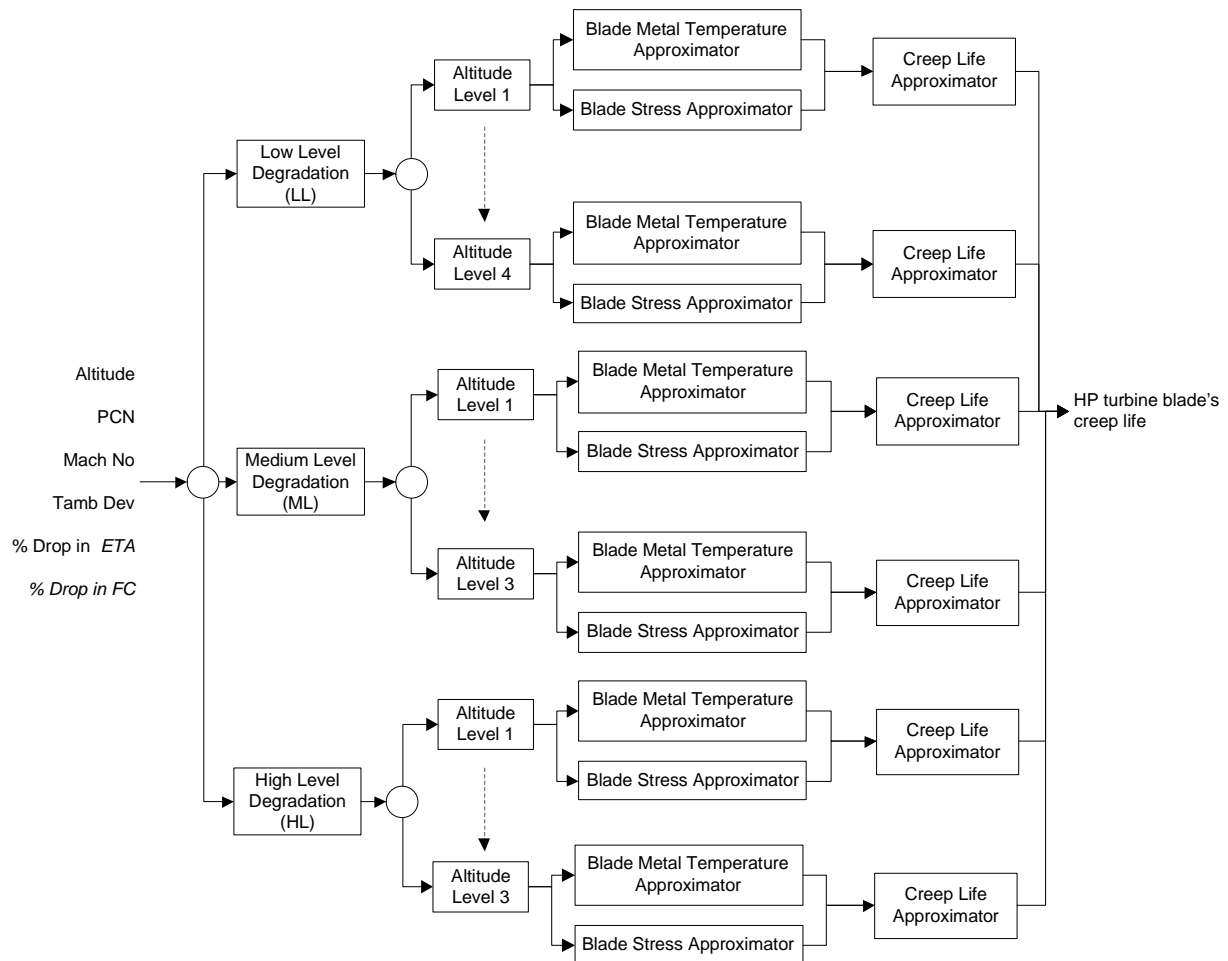 Altitude
PCN
Mach No
Tamb Dev
% Drop in ETA
% Drop in FC
Low Level
Degradation
(LL)
Altitude
Level 1
Blade Metal Temperature
Approximator
Blade Stress Approximator
Creep Life
Approximator
Altitude
Level 4
Blade Metal Temperature
Approximator
Blade Stress Approximator
Creep Life
Approximator
Medium Level
Degradation
(ML)
Altitude
Level 1
Blade Metal Temperature
Approximator
Blade Stress Approximator
Creep Life
Approximator
Altitude
Level 3
Blade Metal Temperature
Approximator
Blade Stress Approximator
Creep Life
Approximator
High Level
Degradation
(HL)
Altitude
Level 1
Blade Metal Temperature
Approximator
Blade Stress Approximator
Creep Life
Approximator
Altitude
Level 3
Blade Metal Temperature
Approximator
Blade Stress Approximator
Creep Life
Approximator
HP turbine blade’s
creep life